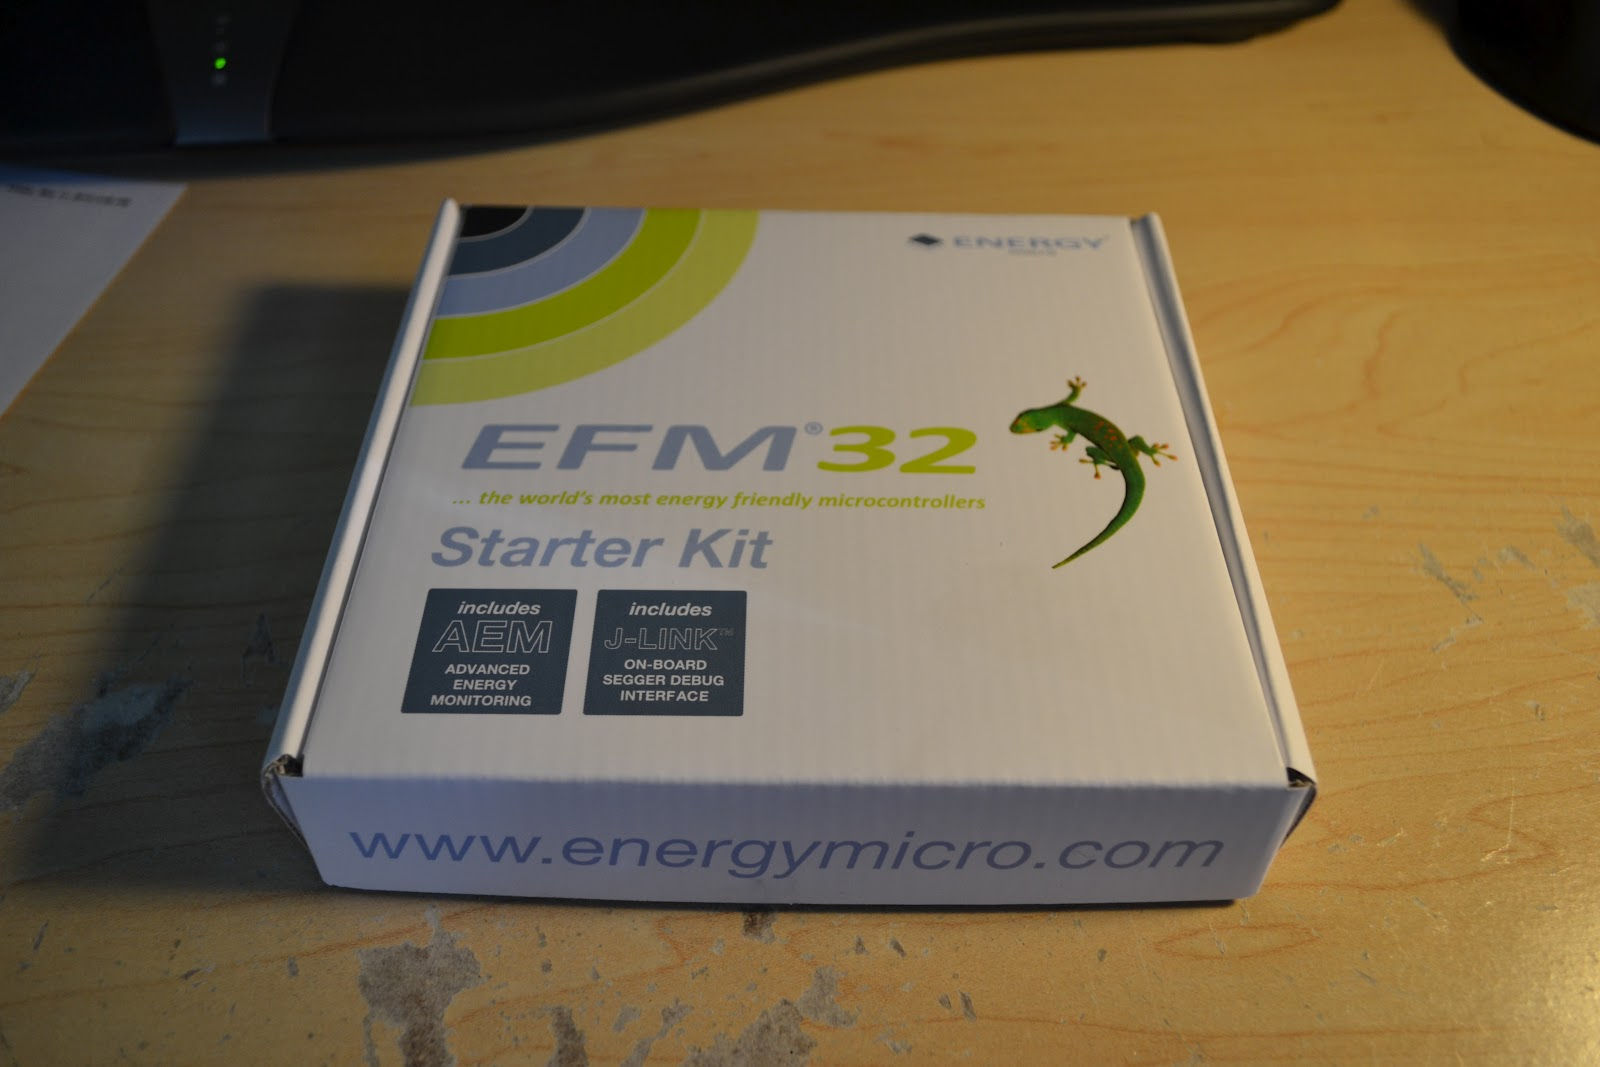 ENERGY
EFM®32
... the world's most energy friendly microcontrollers
Starter Kit
includes
AEM
ADVANCED
ENERGY
MONITORING
includes
J-LINK™
ON-BOARD
SEGGER DEBUG
INTERFACE
www.energymicro.com